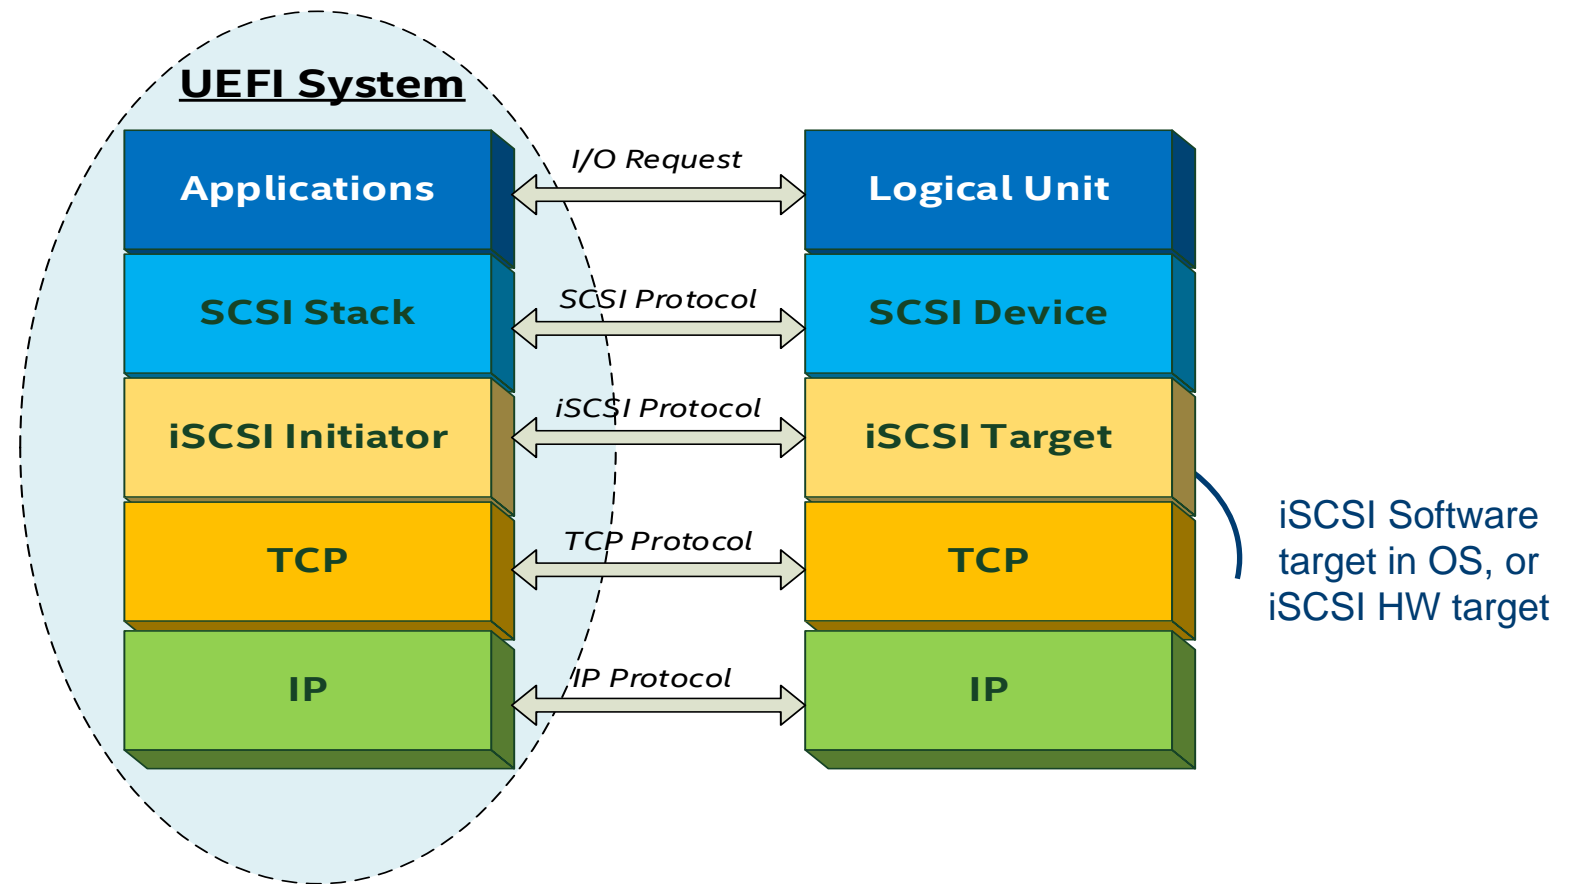 UEFI System
Applications
I/O Request
Logical Unit
SCSI Stack
SCSI Protocol
SCSI Device
iSCSI Initiator
iSCSI Protocol
iSCSI Target
TCP
TCP Protocol
TCP
IP
IP Protocol
IP
iSCSI Software
target in OS, or
iSCSI HW target